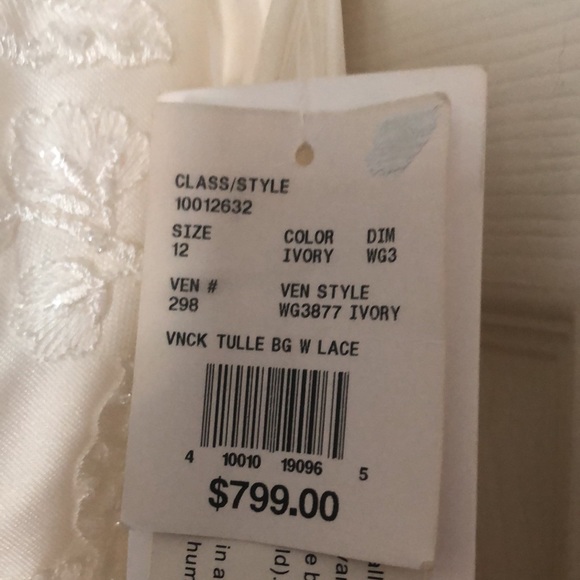 CLASS/STYLE
10012632
SIZE COLOR DIM
12 IVORY WG3
VEN # VEN STYLE
298 WG3877 IVORY
VNCK TULLE BG W LACE
4 10010 19096 5
$799.00